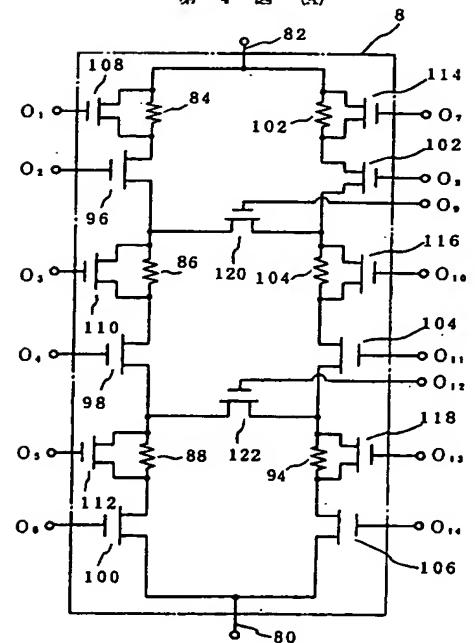 第 4 図 (A)
82
8
108
114
O₁
84
102
O₇
O₂
102
O₈
96
O₉
116
O₃
86
120
104
O₁₀
110
104
O₄
O₁₁
98
O₁₂
122
118
O₅
88
94
O₁₃
112
O₆
O₁₄
100
106
80